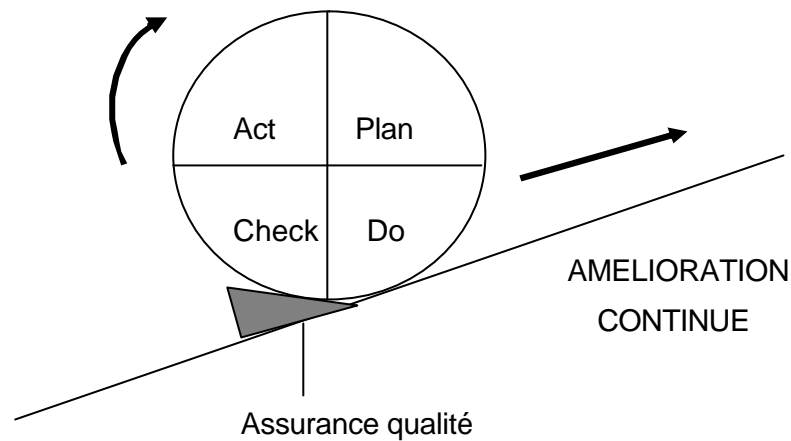 Act Plan
Check Do
AMELIORATION
CONTINUE
Assurance qualité